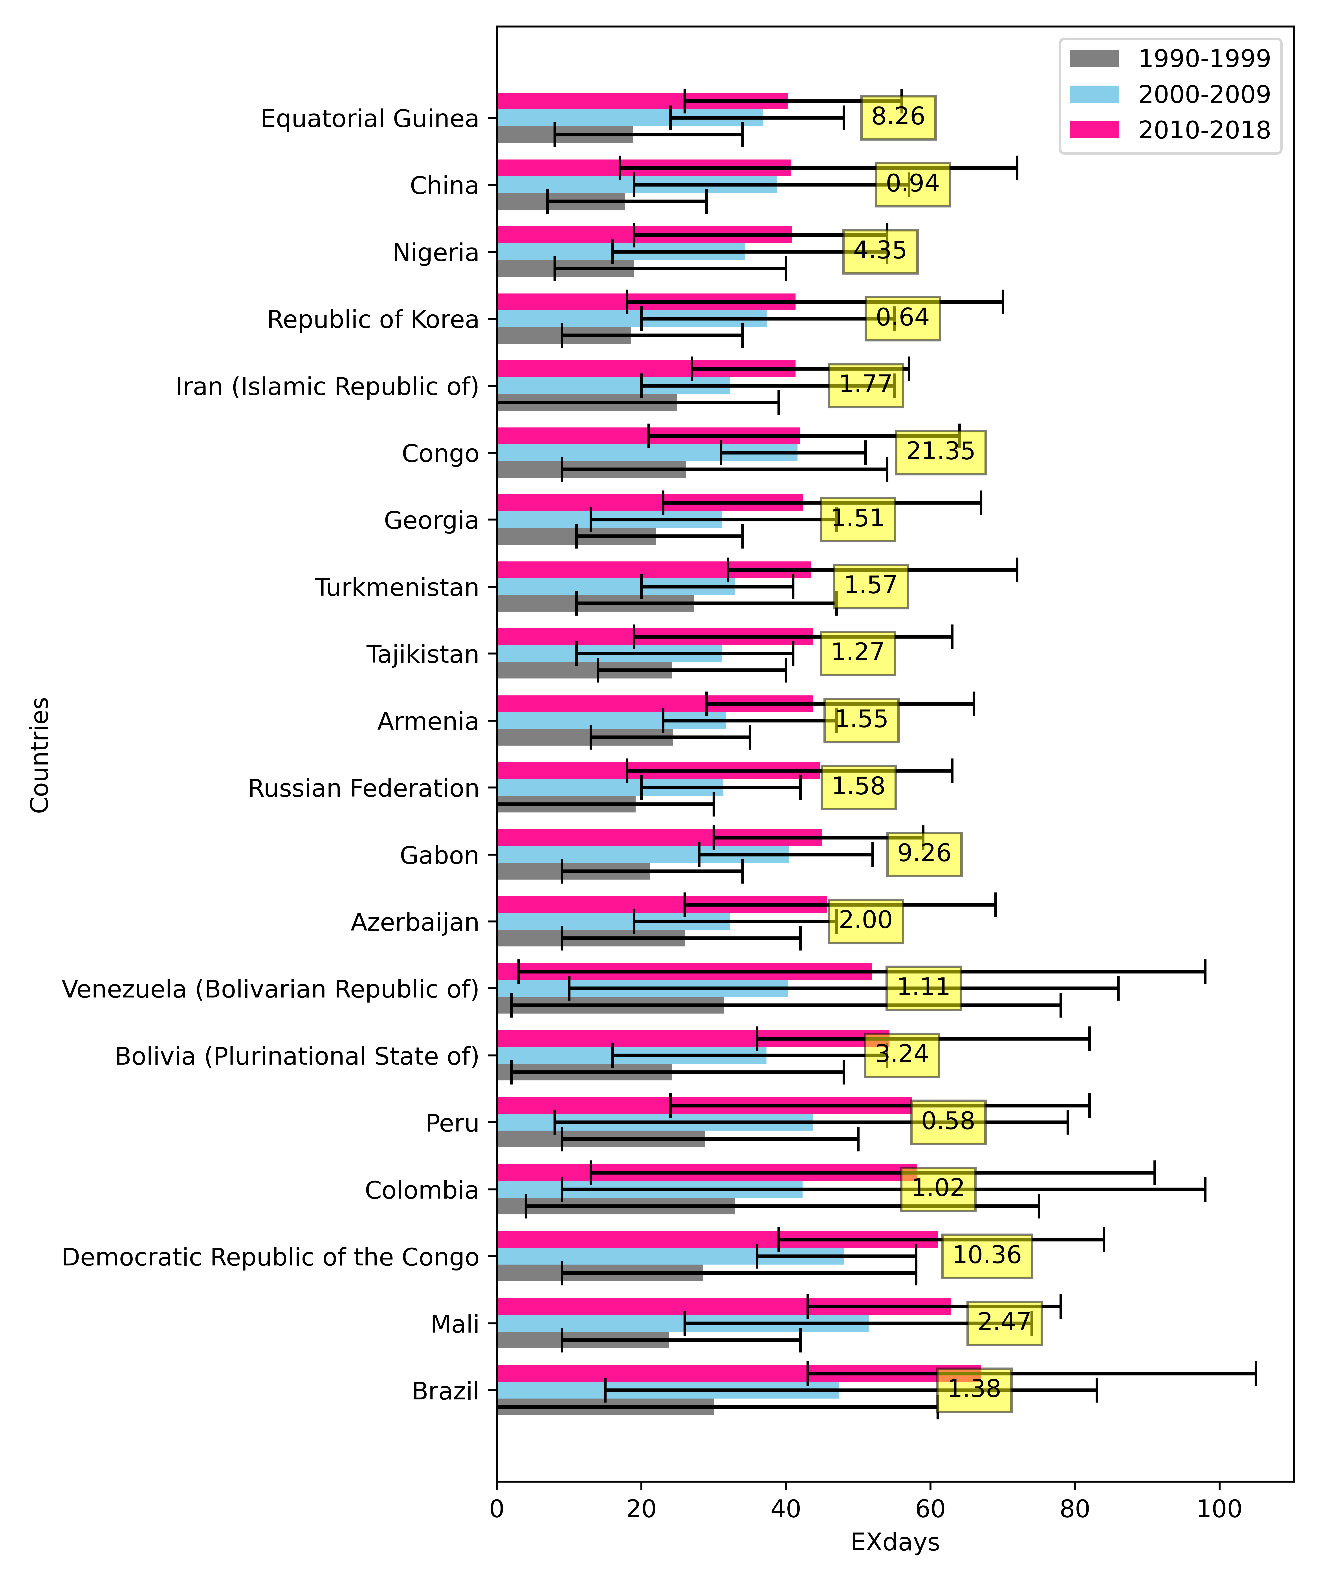 1990-1999
2000-2009
2010-2018
Equatorial Guinea
8.26
China
0.94
Nigeria
4.35
Republic of Korea
0.64
Iran (Islamic Republic of)
1.77
Congo
21.35
Georgia
1.51
Turkmenistan
1.57
Tajikistan
1.27
Armenia
1.55
Russian Federation
1.58
Gabon
9.26
Azerbaijan
2.00
Venezuela (Bolivarian Republic of)
1.11
Bolivia (Plurinational State of)
3.24
Peru
0.58
Colombia
1.02
Democratic Republic of the Congo
10.36
Mali
2.47
Brazil
1.38
Countries
0 20 40 60 80 100
EXdays